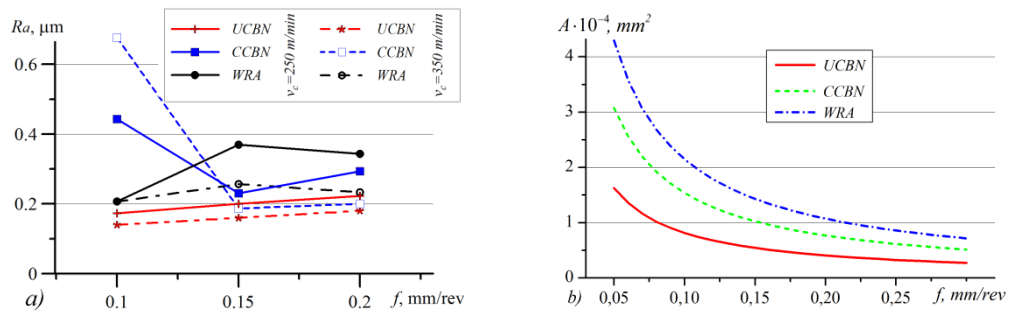 Ra, μm
UCBN
CCBN
WRA
v_c=250 m/min
UCBN
CCBN
WRA
v_c=350 m/min
0.6
0.4
0.2
0
0.1
0.15
0.2
f, mm/rev
a)
A·10⁻⁴, mm²
UCBN
CCBN
WRA
4
3
2
1
0
0,05
0,10
0,15
0,20
0,25
f, mm/rev
b)